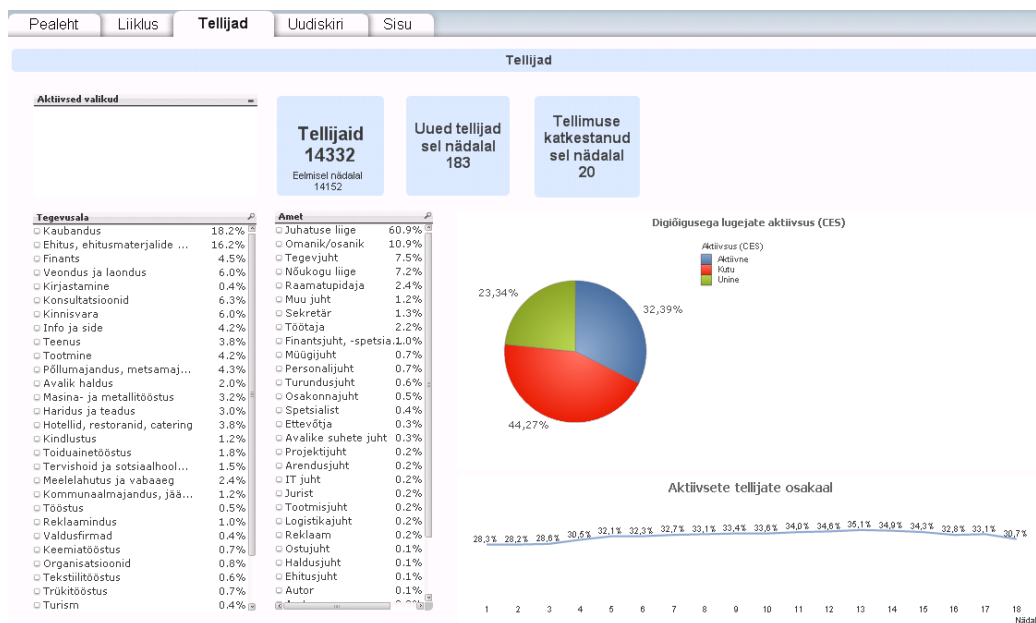 Pealeht Liiklus Tellijad Uudiskiri Sisu
Tellijad
Aktiivsed valikud
Tellijaid
14332
Eelmisel nädalal
14152
Uued tellijad
sel nädalal
183
Tellimuse
katkestanud
sel nädalal
20
Tegevusala
Kaubandus 18.2%
Ehitus, ehitusmaterjalide ... 16.2%
Finants 4.5%
Veondus ja laondus 6.0%
Kirjastamine 0.4%
Konsultatsioonid 6.3%
Kinnisvara 6.0%
Info ja side 4.2%
Teenus 3.8%
Tootmine 4.2%
Põllumajandus, metsamaj... 4.3%
Avalik haldus 2.0%
Masina- ja metallitööstus 3.2%
Haridus ja teadus 3.0%
Hotellid, restoranid, catering 3.8%
Kindlustus 1.2%
Toiduainetööstus 1.8%
Tervishoid ja sotsiaalhool... 1.5%
Meelelahutus ja vabaaeg 2.4%
Kommunaalmajandus, jää... 1.2%
Tööstus 0.5%
Reklaamindus 1.0%
Valdusfirmad 0.4%
Keemiatööstus 0.7%
Organisatsioonid 0.8%
Tekstiilitööstus 0.6%
Trükitööstus 0.7%
Turism 0.4%
Amet
Juhatuse liige 60.9%
Omanik/osanik 10.9%
Tegevjuht 7.5%
Nõukogu liige 7.2%
Raamatupidaja 2.4%
Muu juht 1.2%
Sekretär 1.3%
Töötaja 2.2%
Finantsjuht, -spetsia... 1.0%
Müügijuht 0.7%
Personalijuht 0.7%
Turundusjuht 0.6%
Osakonnajuht 0.5%
Spetsialist 0.4%
Ettevõtja 0.3%
Avalike suhete juht 0.3%
Projektijuht 0.2%
Arendusjuht 0.2%
IT juht 0.2%
Jurist 0.2%
Tootmisjuht 0.2%
Logistikajuht 0.2%
Reklaam 0.2%
Ostujuht 0.1%
Haldusjuht 0.1%
Ehitusjuht 0.1%
Autor 0.1%
Digiõigusega lugejate aktiivsus (CES)
Aktiivsus (CES)
Aktiivne
Kutu
Unine
23,34%
32,39%
44,27%
Aktiivsete tellijate osakaal
28,3% 28,2% 28,6% 30,5% 32,1% 32,3% 32,7% 33,1% 33,4% 33,6% 34,0% 34,6% 35,1% 34,9% 34,3% 32,8% 33,1% 30,7%
1 2 3 4 5 6 7 8 9 10 11 12 13 14 15 16 17 18